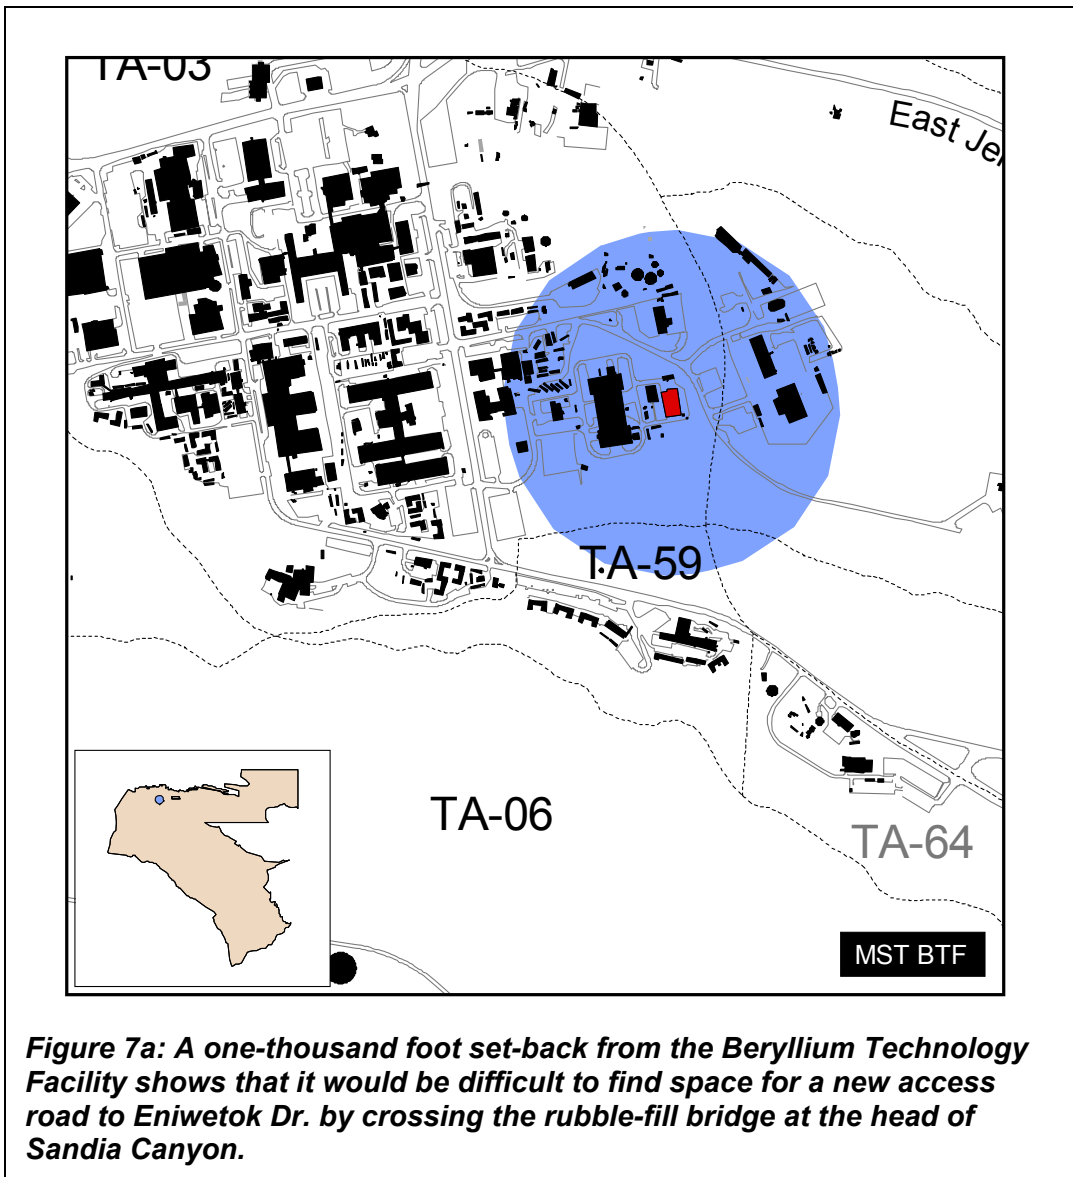 TA-03
East Je
TA-59
TA-06
TA-64
MST BTF
Figure 7a: A one-thousand foot set-back from the Beryllium Technology
Facility shows that it would be difficult to find space for a new access
road to Eniwetok Dr. by crossing the rubble-fill bridge at the head of
Sandia Canyon.